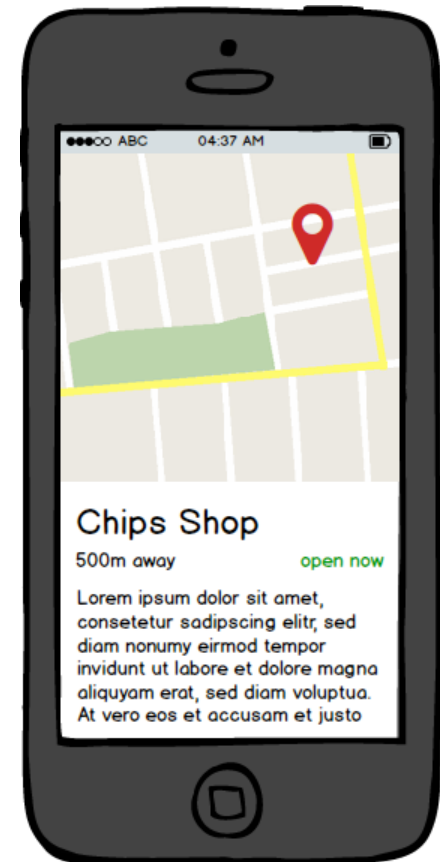 ABC 04:37 AM
Chips Shop
500m away open now
Lorem ipsum dolor sit amet,
consetetur sadipscing elitr, sed
diam nonumy eirmod tempor
invidunt ut labore et dolore magna
aliquyam erat, sed diam voluptua.
At vero eos et accusam et justo